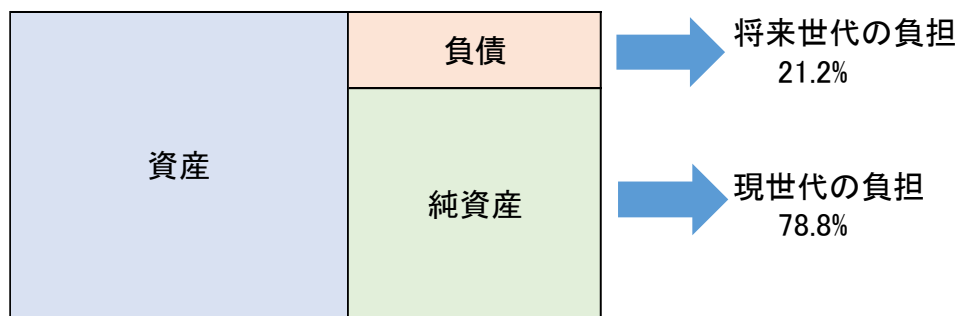 負債
将来世代の負担
21.2%
資産
純資産
現世代の負担
78.8%